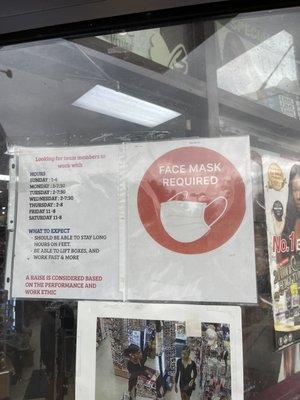 Looking for team members to
work with
HOURS
SUNDAY : 1-6
MONDAY : 2-7:30
TUESDAY : 2-7:30
WEDNESDAY : 2-7:30
THURSDAY : 2-8
FRIDAY 11-8
SATURDAY 11-8
WHAT TO EXPECT
- SHOULD BE ABLE TO STAY LONG
HOURS ON FEET.
- BE ABLE TO LIFT BOXES, AND
WORK FAST & MORE
A RAISE IS CONSIDERED BASED
ON THE PERFORMANCE AND
WORK ETHIC
FACE MASK
REQUIRED
No.1